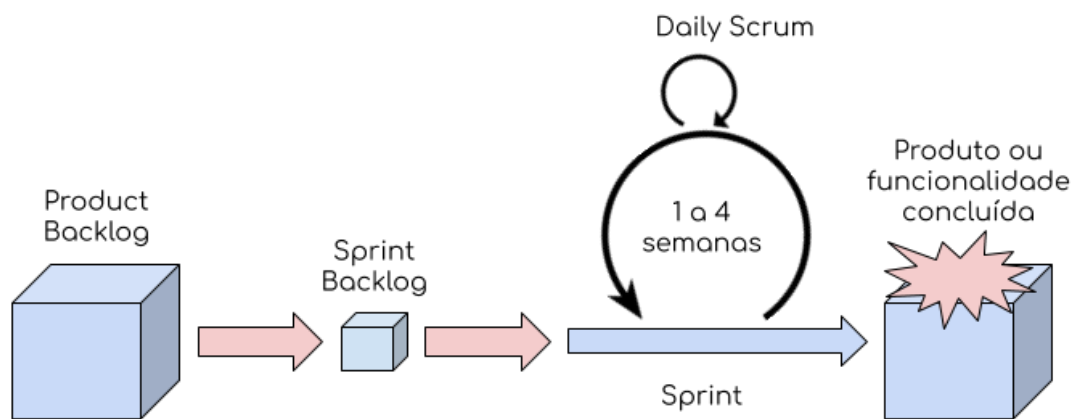 Product
Backlog
Sprint
Backlog
Daily Scrum
1 a 4
semanas
Sprint
Produto ou
funcionalidade
concluída